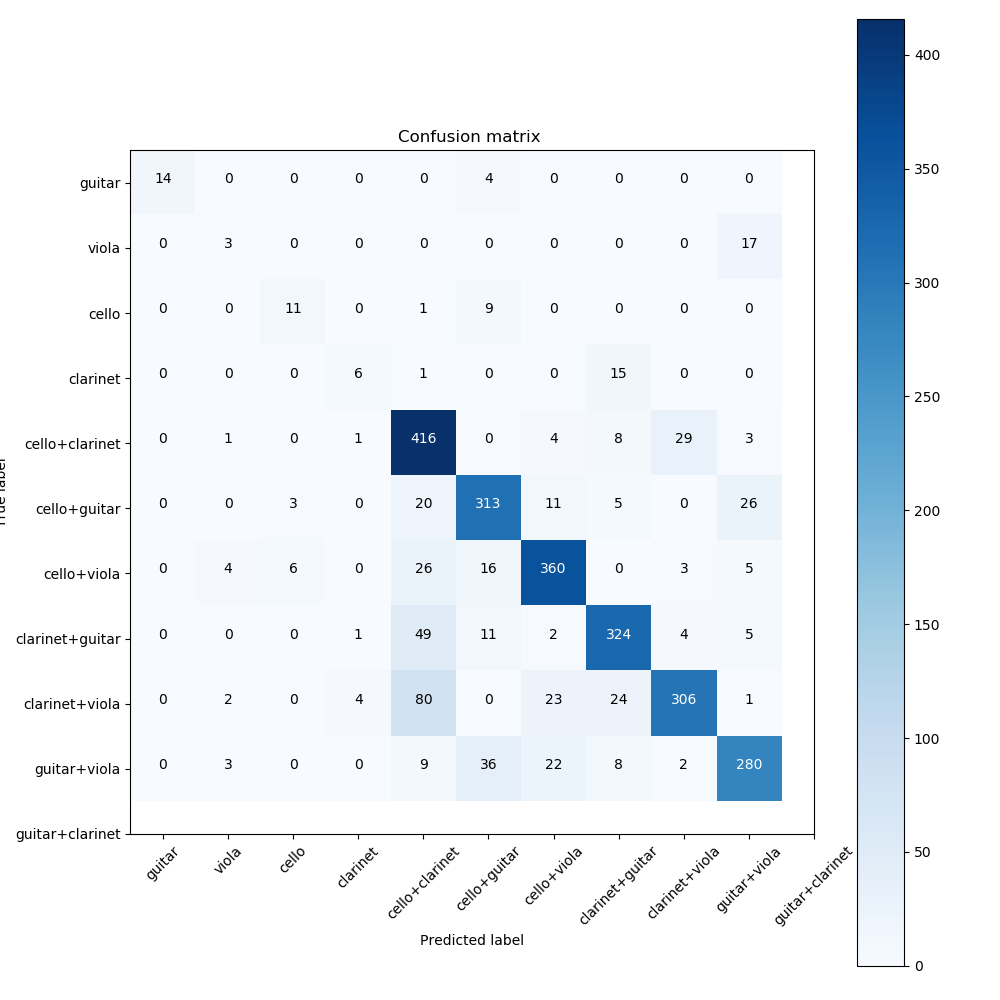 Confusion matrix
guitar 14 0 0 0 0 4 0 0 0 0
viola 0 3 0 0 0 0 0 0 0 17
cello 0 0 11 0 1 9 0 0 0 0
clarinet 0 0 0 6 1 0 0 15 0 0
cello+clarinet 0 1 0 1 416 0 4 8 29 3
cello+guitar 0 0 3 0 20 313 11 5 0 26
cello+viola 0 4 6 0 26 16 360 0 3 5
clarinet+guitar 0 0 0 1 49 11 2 324 4 5
clarinet+viola 0 2 0 4 80 0 23 24 306 1
guitar+viola 0 3 0 0 9 36 22 8 2 280
guitar+clarinet
guitar viola cello clarinet cello+clarinet cello+guitar cello+viola clarinet+guitar clarinet+viola guitar+viola guitar+clarinet
Predicted label
True label
400
350
300
250
200
150
100
50
0